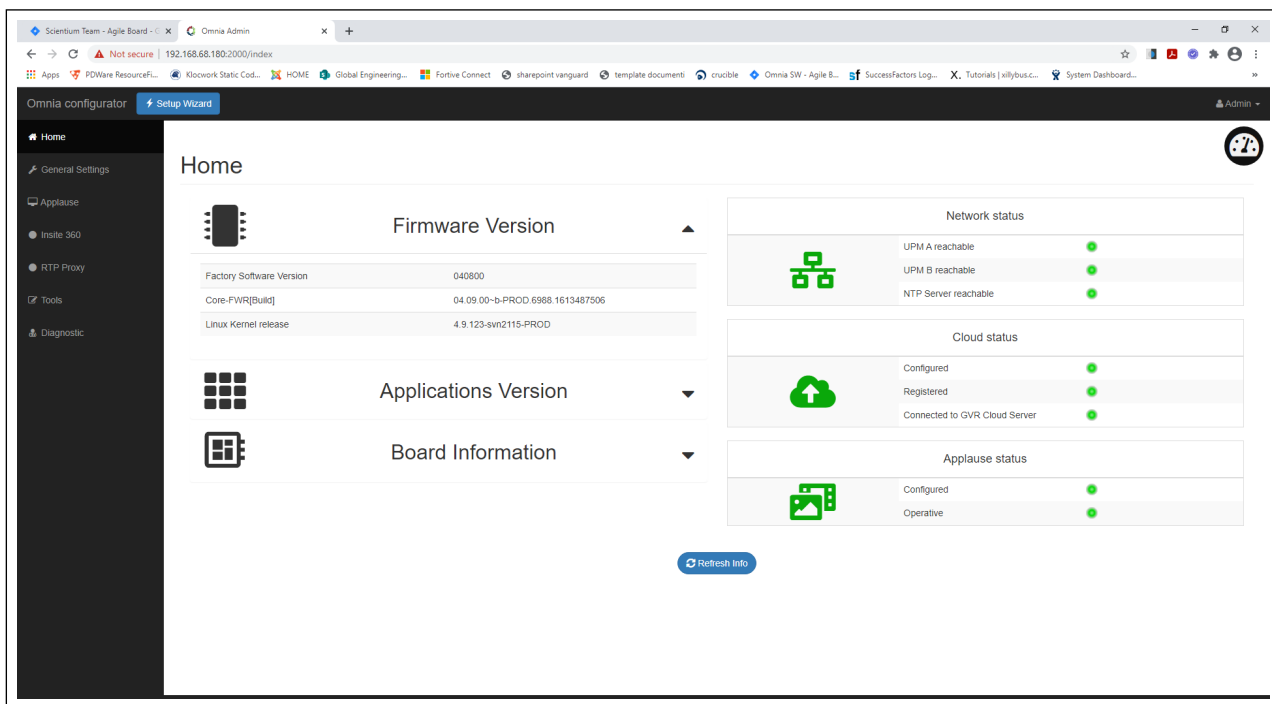 Scientium Team - Agile Board - C
Omnia Admin
Not secure | 192.168.68.180:2000/index
Apps PDWare ResourceFi... Klocwork Static Cod... HOME Global Engineering... Fortive Connect sharepoint vanguard template documenti crucible Omnia SW - Agile B... SuccessFactors Log... Tutorials | xillybus.c... System Dashboard... »
Omnia configurator Setup Wizard Admin
Home
General Settings
Applause
Insite 360
RTP Proxy
Tools
Diagnostic
Home
Firmware Version
Factory Software Version 040800
Core-FWR[Build] 04.09.00~b-PROD.6988.1613487506
Linux Kernel release 4.9.123-svn2115-PROD
Applications Version
Board Information
Network status
UPM A reachable
UPM B reachable
NTP Server reachable
Cloud status
Configured
Registered
Connected to GVR Cloud Server
Applause status
Configured
Operative
Refresh Info